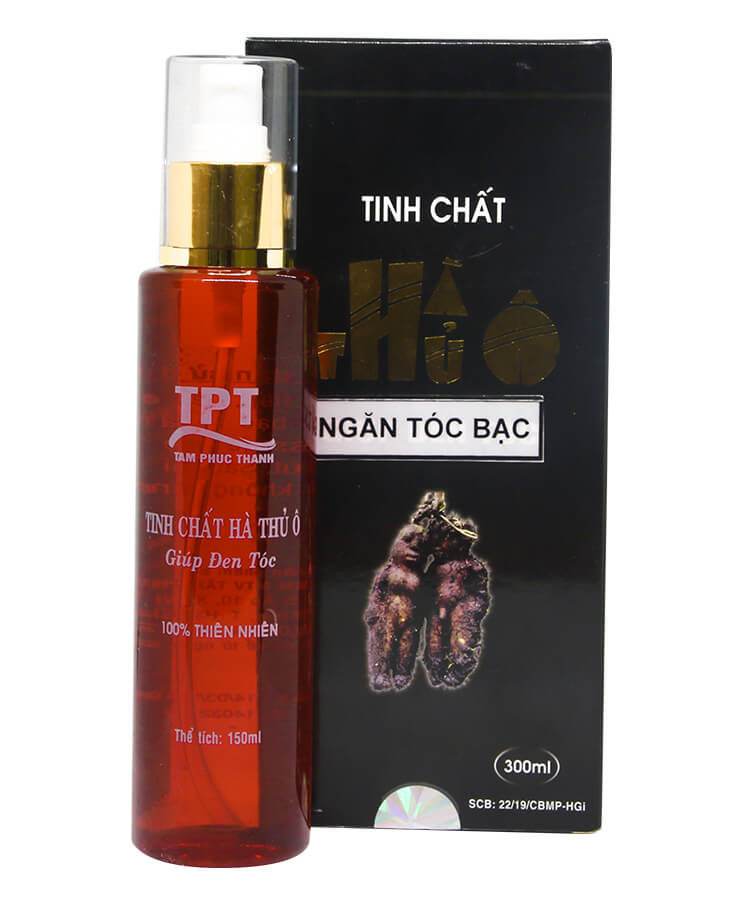 TPT
TAM PHUC THANH
TINH CHẤT HÀ THỦ Ô
Giúp Đen Tóc
100% THIÊN NHIÊN
Thể tích: 150ml
TINH CHẤT
HÀ
THỦ Ô
NGĂN TÓC BẠC
300ml
SCB: 22/19/CBMP-HGi